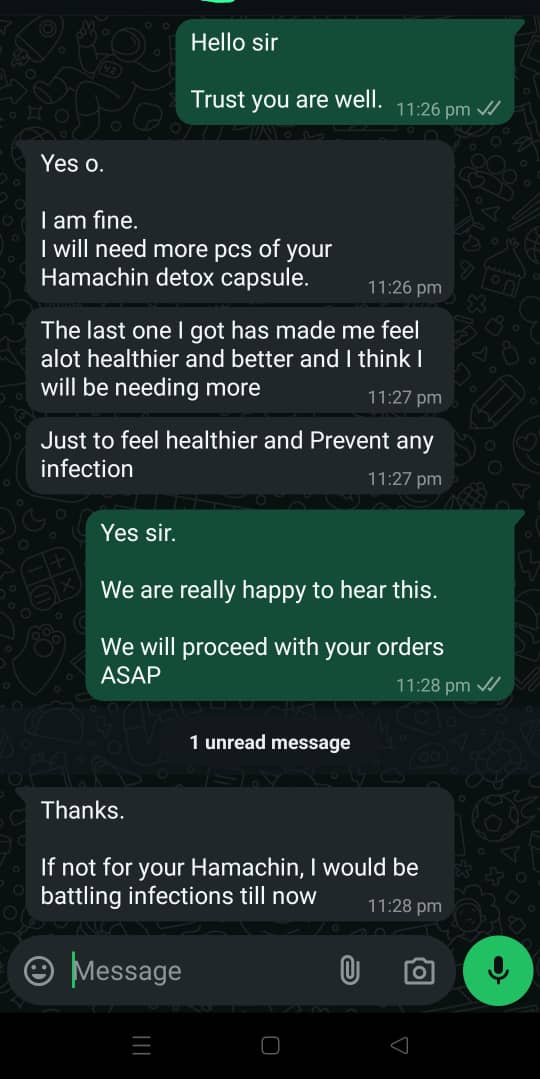 Hello sir
Trust you are well.
11:26 pm
Yes o.
I am fine.
I will need more pcs of your
Hamachin detox capsule.
11:26 pm
The last one I got has made me feel
alot healthier and better and I think I
will be needing more
11:27 pm
Just to feel healthier and Prevent any
infection
11:27 pm
Yes sir.
We are really happy to hear this.
We will proceed with your orders
ASAP
11:28 pm
1 unread message
Thanks.
If not for your Hamachin, I would be
battling infections till now
11:28 pm
Message